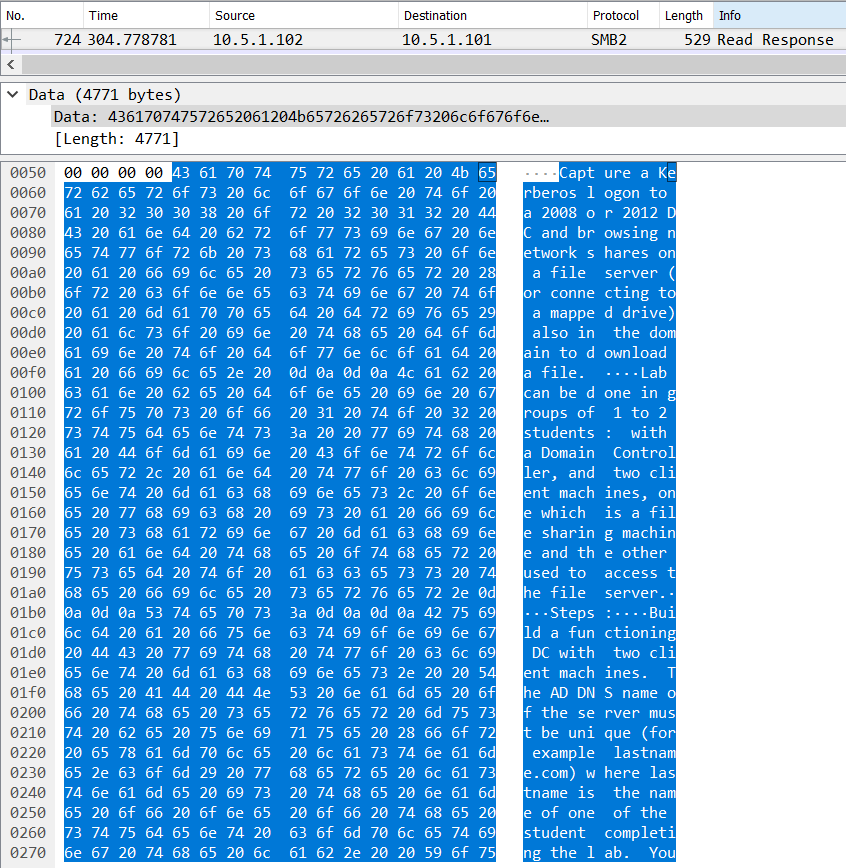 No. Time Source Destination Protocol Length Info
724 304.778781 10.5.1.102 10.5.1.101 SMB2 529 Read Response
Data (4771 bytes)
Data: 436170747572652061204b65726265726f73206c6f676f6e…
[Length: 4771]
0050 00 00 00 00 43 61 70 74 75 72 65 20 61 20 4b 65 ····Capt ure a Ke
0060 72 62 65 72 6f 73 20 6c 6f 67 6f 6e 20 74 6f 20 rberos l ogon to
0070 61 20 32 30 30 38 20 6f 72 20 32 30 31 32 20 44 a 2008 o r 2012 D
0080 43 20 61 6e 64 20 62 72 6f 77 73 69 6e 67 20 6e C and br owsing n
0090 65 74 77 6f 72 6b 20 73 68 61 72 65 73 20 6f 6e etwork s hares on
00a0 20 61 20 66 69 6c 65 20 73 65 72 76 65 72 20 28 a file server (
00b0 6f 72 20 63 6f 6e 6e 65 63 74 69 6e 67 20 74 6f or conne cting to
00c0 20 61 20 6d 61 70 70 65 64 20 64 72 69 76 65 29 a mappe d drive)
00d0 20 61 6c 73 6f 20 69 6e 20 74 68 65 20 64 6f 6d also in the dom
00e0 61 69 6e 20 74 6f 20 64 6f 77 6e 6c 6f 61 64 20 ain to d ownload
00f0 61 20 66 69 6c 65 2e 20 0d 0a 0d 0a 4c 61 62 20 a file. ····Lab
0100 63 61 6e 20 62 65 20 64 6f 6e 65 20 69 6e 20 67 can be d one in g
0110 72 6f 75 70 73 20 6f 66 20 31 20 74 6f 20 32 20 roups of 1 to 2
0120 73 74 75 64 65 6e 74 73 3a 20 20 77 69 74 68 20 students : with
0130 61 20 44 6f 6d 61 69 6e 20 43 6f 6e 74 72 6f 6c a Domain Control
0140 6c 65 72 2c 20 61 6e 64 20 74 77 6f 20 63 6c 69 ler, and two cli
0150 65 6e 74 20 6d 61 63 68 69 6e 65 73 2c 20 6f 6e ent mach ines, on
0160 65 20 77 68 69 63 68 20 69 73 20 61 20 66 69 6c e which is a fil
0170 65 20 73 68 61 72 69 6e 67 20 6d 61 63 68 69 6e e sharin g machin
0180 65 20 61 6e 64 20 74 68 65 20 6f 74 68 65 72 20 e and th e other
0190 75 73 65 64 20 74 6f 20 61 63 63 65 73 73 20 74 used to access t
01a0 68 65 20 66 69 6c 65 20 73 65 72 76 65 72 2e 0d he file server.·
01b0 0a 0d 0a 53 74 65 70 73 3a 0d 0a 0d 0a 42 75 69 ···Steps :····Bui
01c0 6c 64 20 61 20 66 75 6e 63 74 69 6f 6e 69 6e 67 ld a fun ctioning
01d0 20 44 43 20 77 69 74 68 20 74 77 6f 20 63 6c 69 DC with two cli
01e0 65 6e 74 20 6d 61 63 68 69 6e 65 73 2e 20 20 54 ent mach ines. T
01f0 68 65 20 41 44 20 44 4e 53 20 6e 61 6d 65 20 6f he AD DN S name o
0200 66 20 74 68 65 20 73 65 72 76 65 72 20 6d 75 73 f the se rver mus
0210 74 20 62 65 20 75 6e 69 71 75 65 20 28 66 6f 72 t be uni que (for
0220 20 65 78 61 6d 70 6c 65 20 6c 61 73 74 6e 61 6d example lastnam
0230 65 2e 63 6f 6d 29 20 77 68 65 72 65 20 6c 61 73 e.com) w here las
0240 74 6e 61 6d 65 20 69 73 20 74 68 65 20 6e 61 6d tname is the nam
0250 65 20 6f 66 20 6f 6e 65 20 6f 66 20 74 68 65 20 e of one of the
0260 73 74 75 64 65 6e 74 20 63 6f 6d 70 6c 65 74 69 student completi
0270 6e 67 20 74 68 65 20 6c 61 62 2e 20 20 59 6f 75 ng the l ab. You